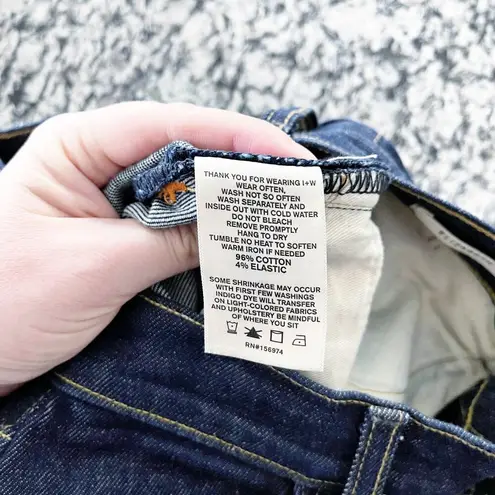 THANK YOU FOR WEARING I+W
WEAR OFTEN,
WASH NOT SO OFTEN
WASH SEPARATELY AND
INSIDE OUT WITH COLD WATER
DO NOT BLEACH
REMOVE PROMPTLY
HANG TO DRY
TUMBLE NO HEAT TO SOFTEN
WARM IRON IF NEEDED
96% COTTON
4% ELASTIC
SOME SHRINKAGE MAY OCCUR
WITH FIRST FEW WASHINGS
INDIGO DYE WILL TRANSFER
ON LIGHT-COLORED FABRICS
AND UPHOLSTERY BE MINDFUL
OF WHERE YOU SIT
RN#156974